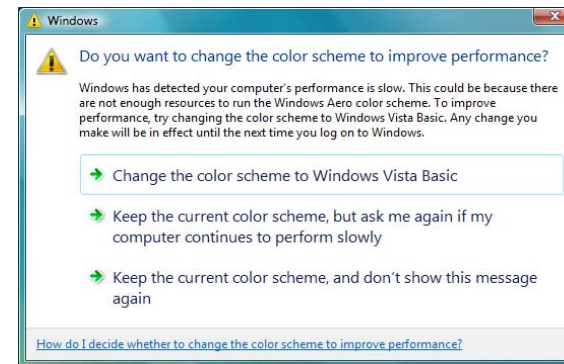 Windows
Do you want to change the color scheme to improve performance?
Windows has detected your computer's performance is slow. This could be because there
are not enough resources to run the Windows Aero color scheme. To improve
performance, try changing the color scheme to Windows Vista Basic. Any change you
make will be in effect until the next time you log on to Windows.
Change the color scheme to Windows Vista Basic
Keep the current color scheme, but ask me again if my
computer continues to perform slowly
Keep the current color scheme, and don't show this message
again
How do I decide whether to change the color scheme to improve performance?